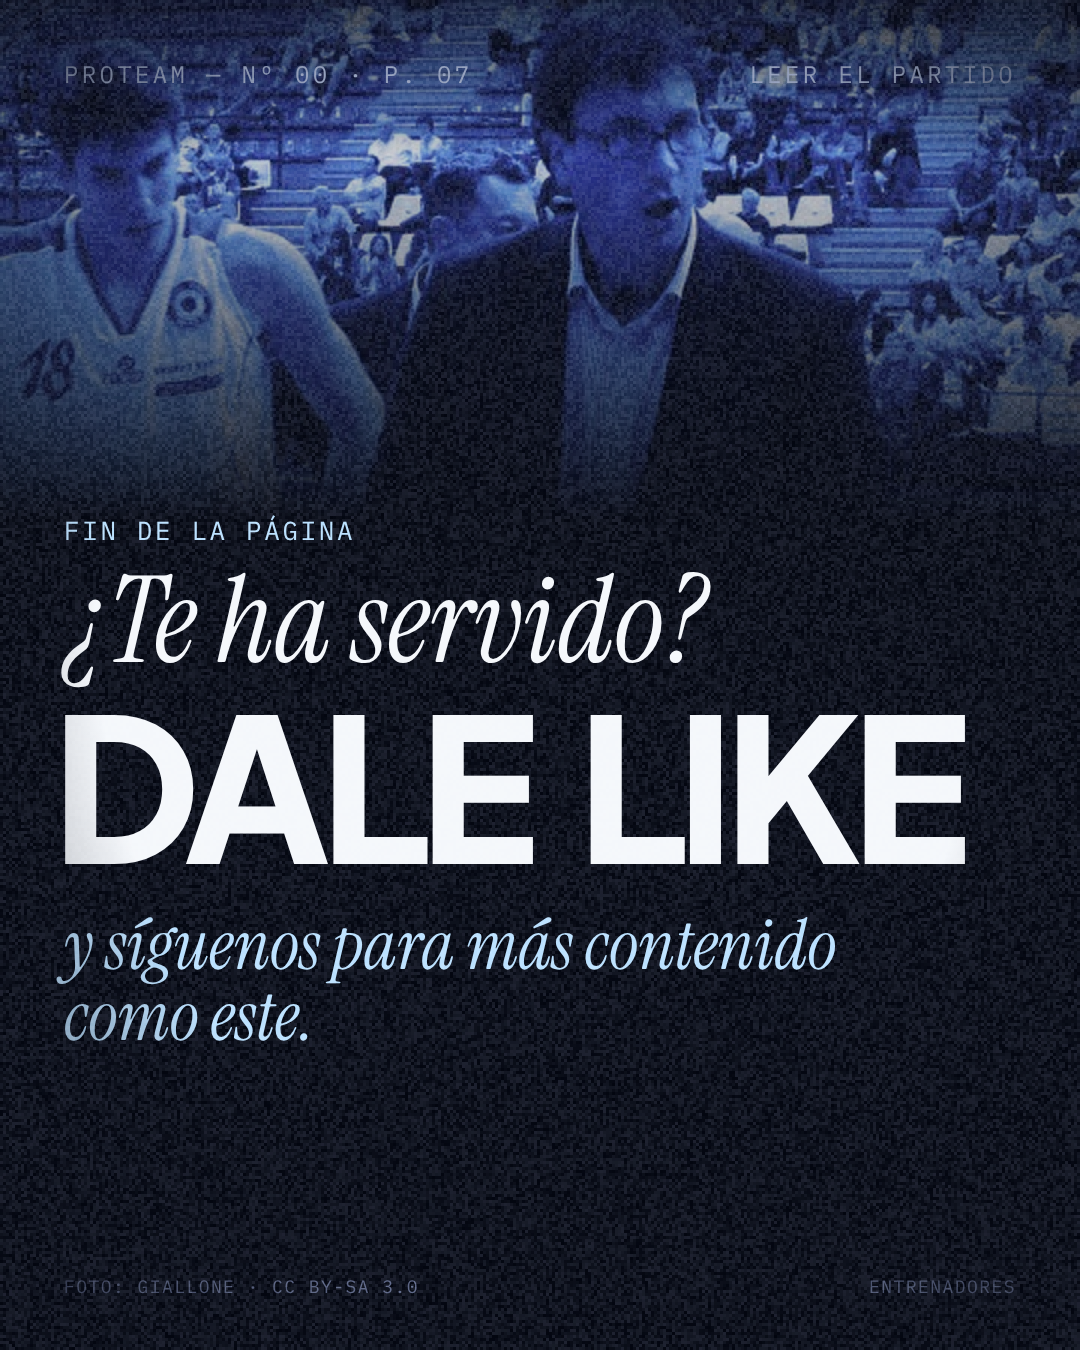 PROTEAM — Nº 00 · P. 07
LEER EL PARTIDO
18
FIN DE LA PÁGINA
¿Te ha servido?
DALE LIKE
y síguenos para más contenido
como este.
FOTO: GIALLONE · CC BY-SA 3.0
ENTRENADORES